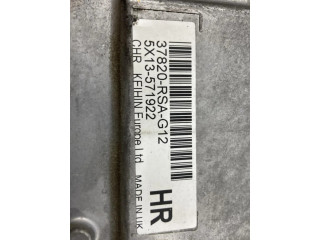 37820-RSA-G12
5X13-571922
CHR KEIHIN Europe Ltd. MADE IN UK
HR